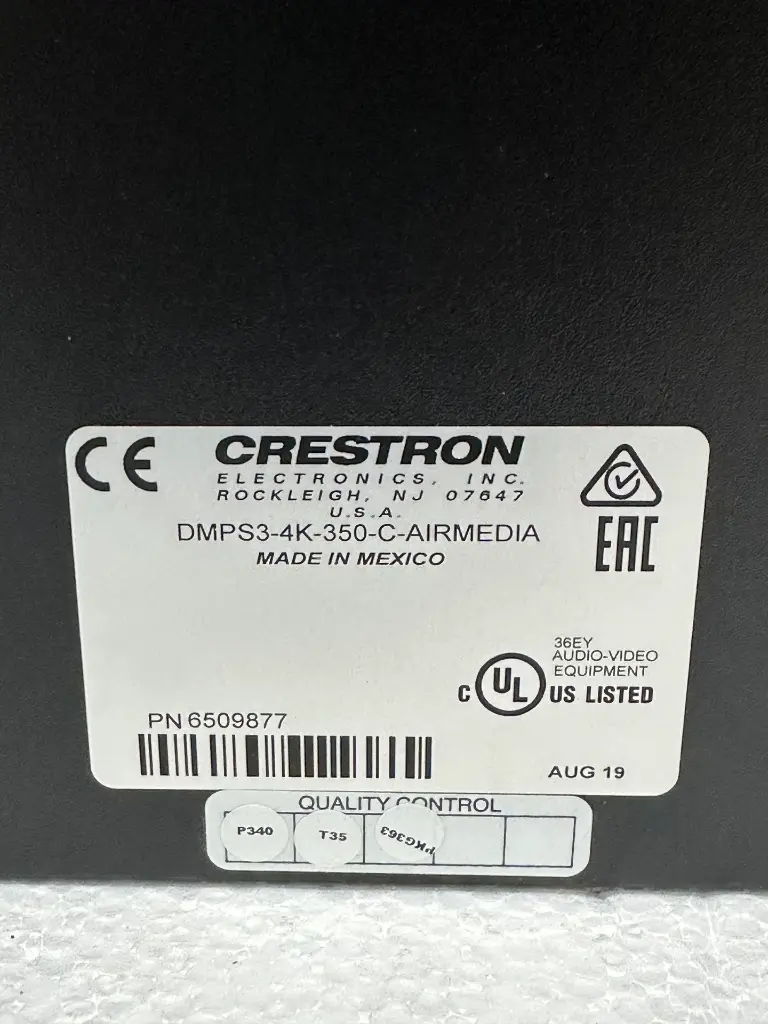 CE
CRESTRON
ELECTRONICS, INC.
ROCKLEIGH, NJ 07647
U.S.A.
DMPS3-4K-350-C-AIRMEDIA
MADE IN MEXICO
EAC
36EY
AUDIO-VIDEO
EQUIPMENT
C UL US LISTED
PN 6509877
AUG 19
QUALITY CONTROL
P340
T35
PKG363